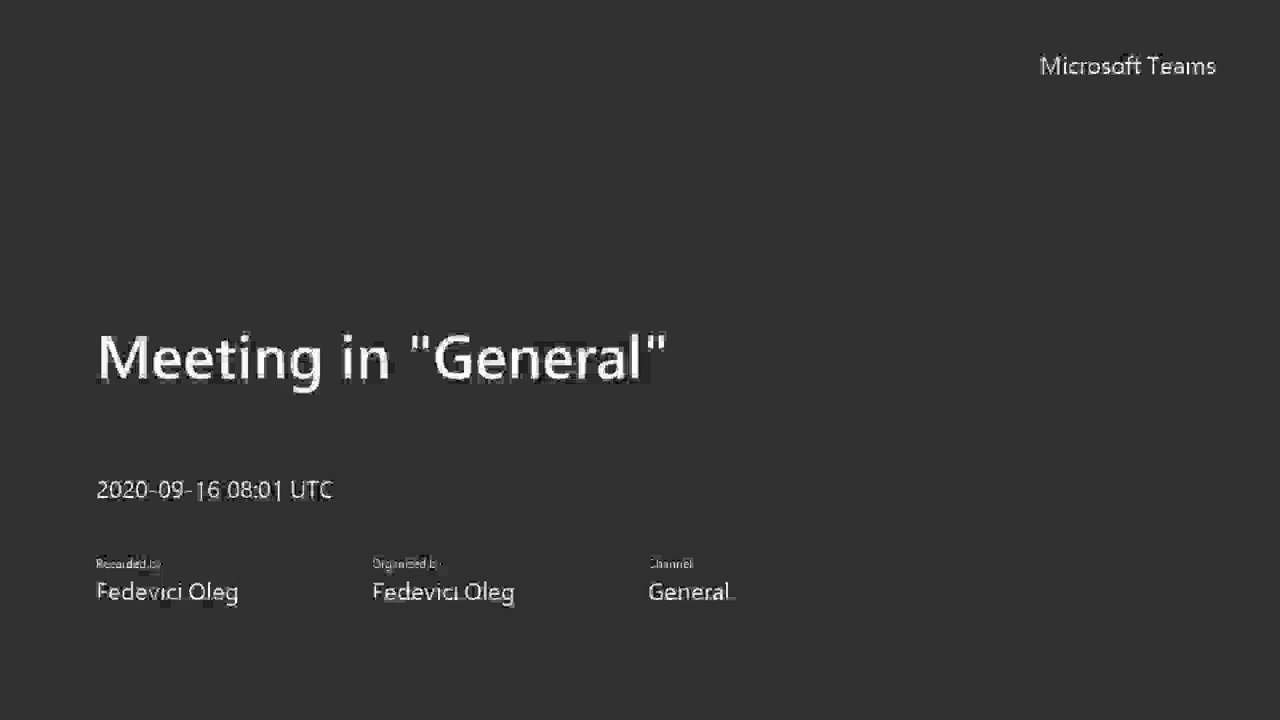 Microsoft Teams
Meeting in "General"
2020-09-16 08:01 UTC
Recorded by
Organized by
Channel
Fedevici Oleg
Fedevici Oleg
General